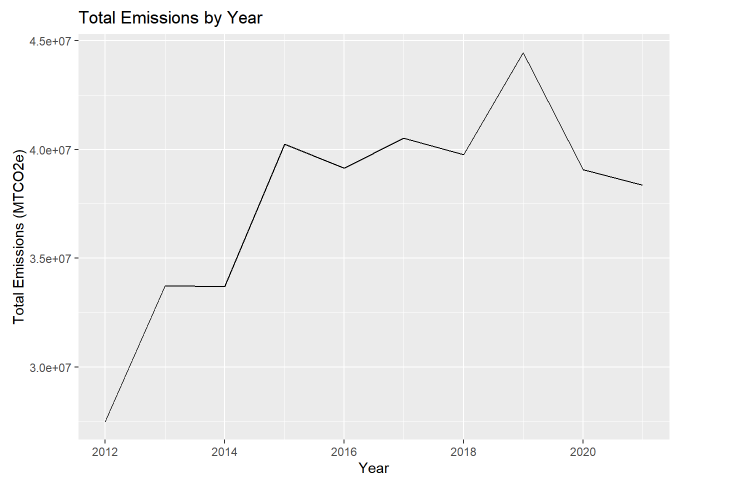 Total Emissions by Year
4.5e+07
4.0e+07
3.5e+07
3.0e+07
Total Emissions (MTCO2e)
2012 2014 2016 2018 2020
Year